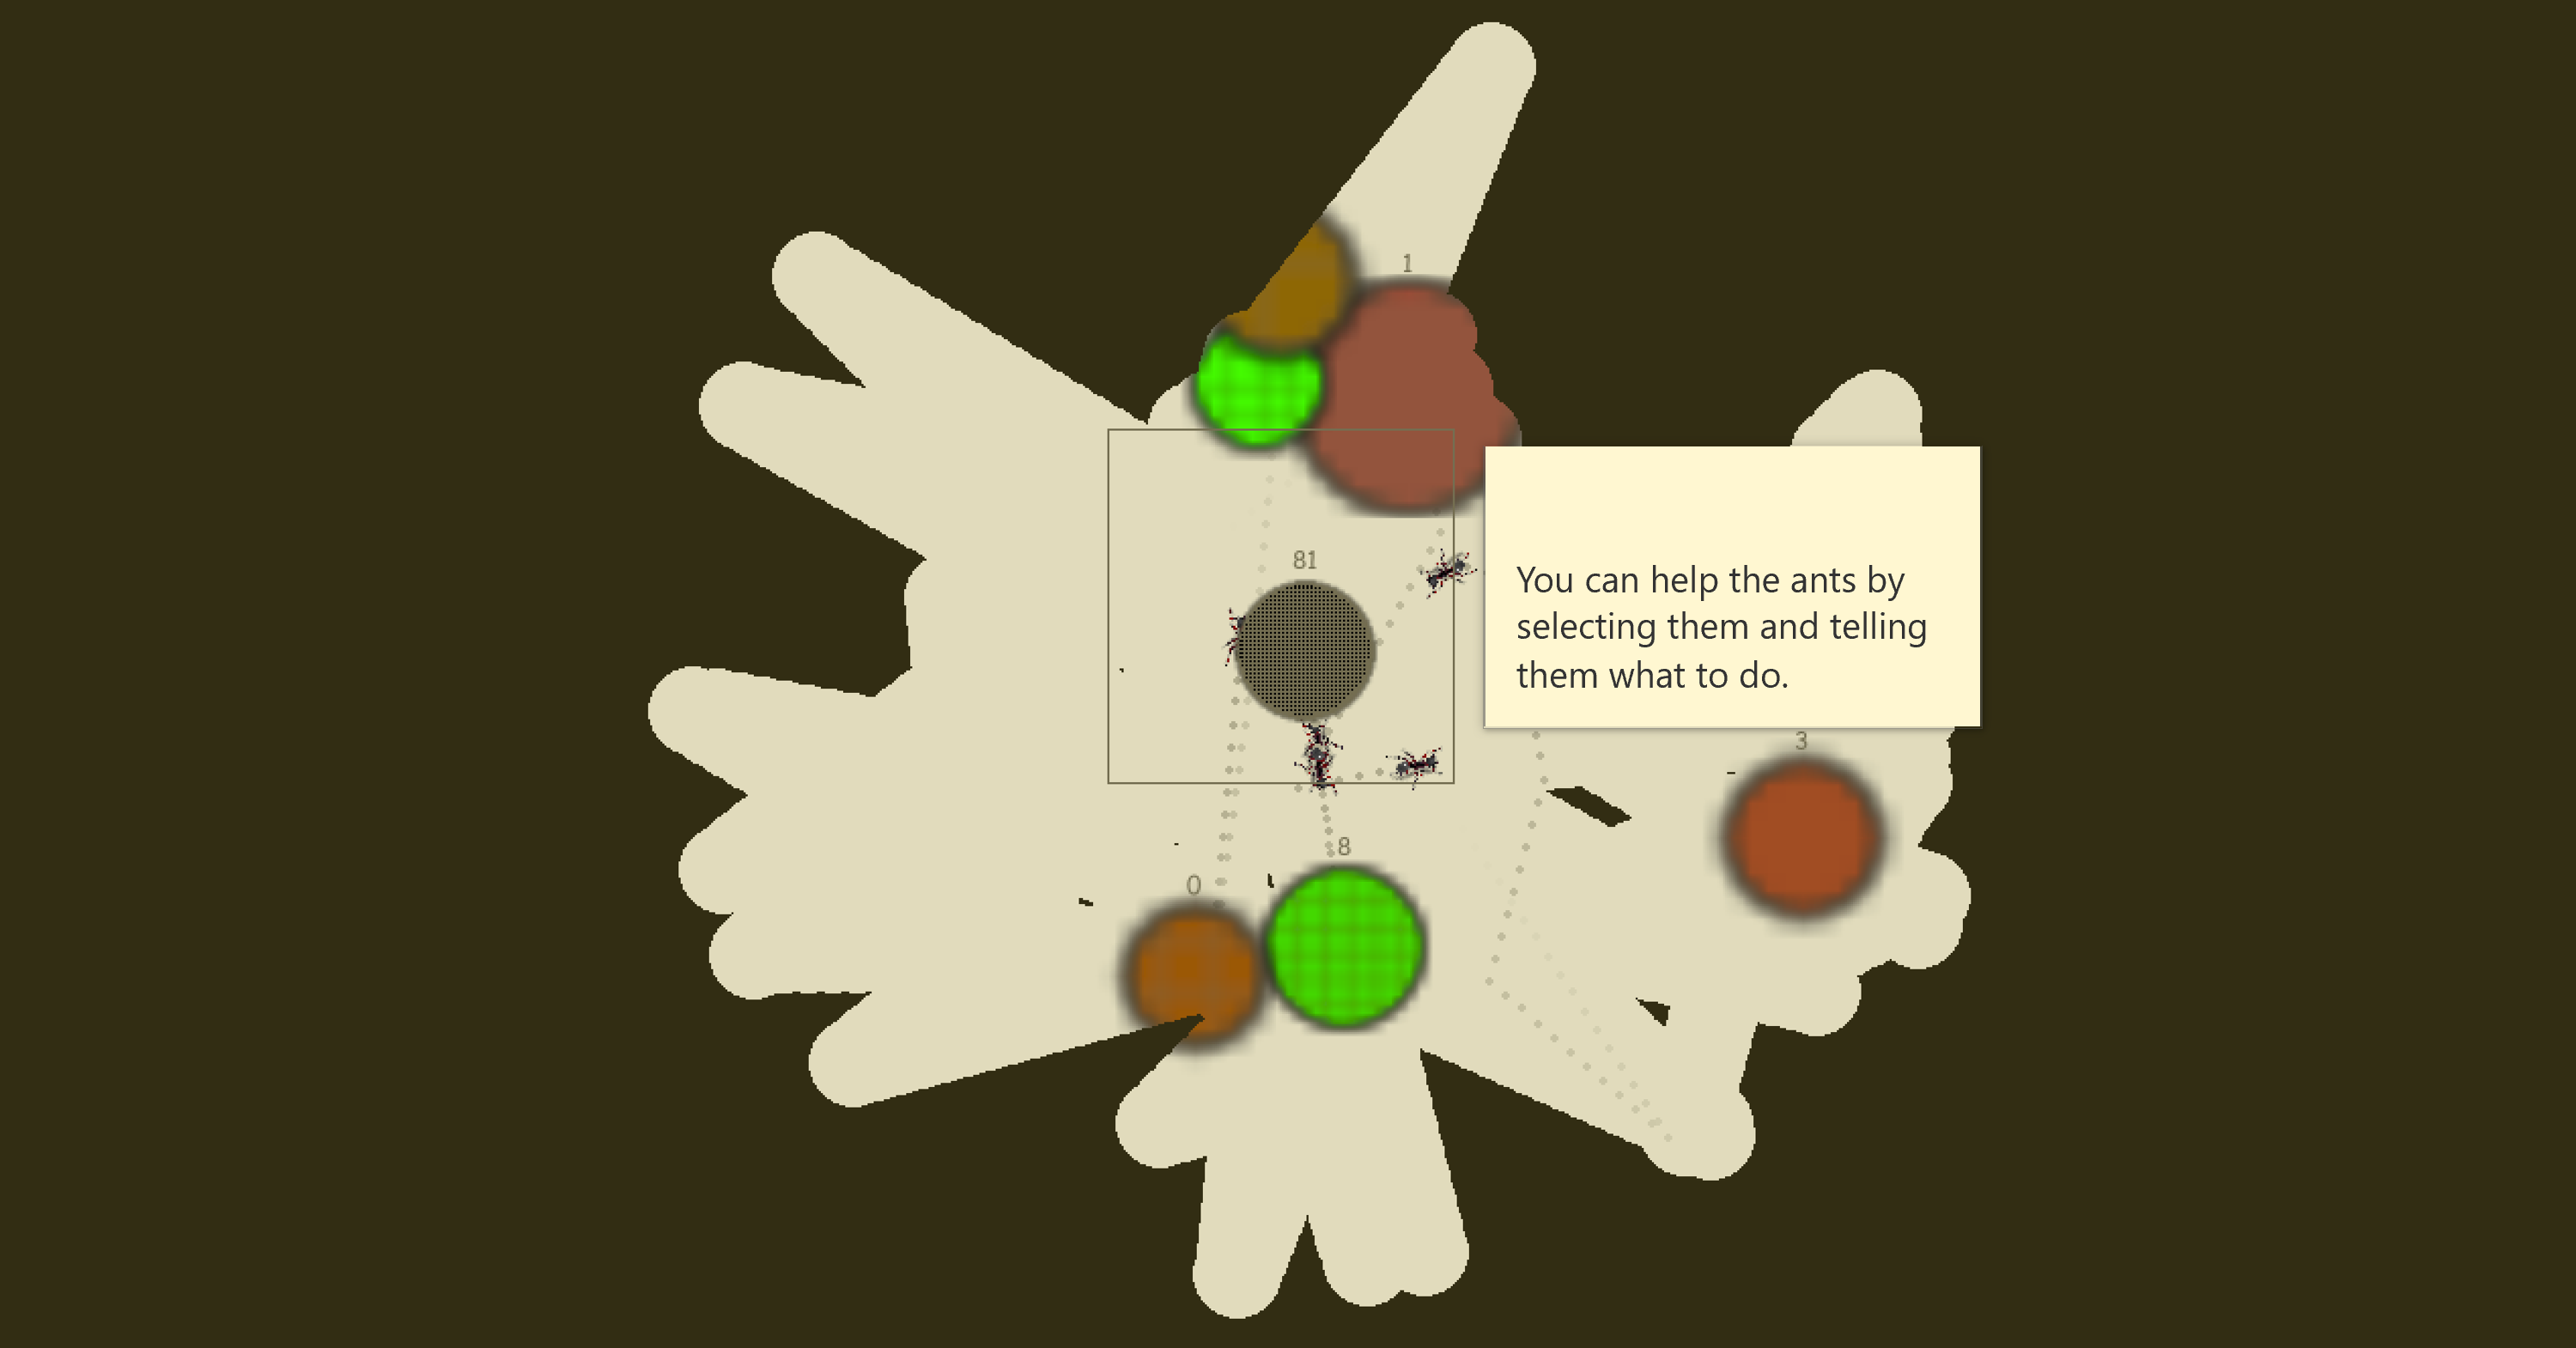 1
81
You can help the ants by
selecting them and telling
them what to do.
3
8
0